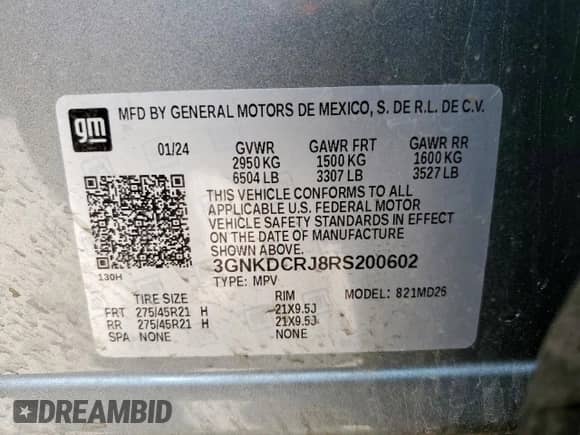 gm MFD BY GENERAL MOTORS DE MEXICO, S. DE R.L. DE C.V.
01/24 GVWR GAWR FRT GAWR RR
2950 KG 1500 KG 1600 KG
6504 LB 3307 LB 3527 LB
THIS VEHICLE CONFORMS TO ALL
APPLICABLE U.S. FEDERAL MOTOR
VEHICLE SAFETY STANDARDS IN EFFECT
ON THE DATE OF MANUFACTURE
SHOWN ABOVE.
130H 3GNKDCRJ8RS200602
TYPE: MPV MODEL: 821MD26
TIRE SIZE RIM
FRT 275/45R21 H 21X9.5J
RR 275/45R21 H 21X9.5J
SPA NONE NONE
DREAMBID